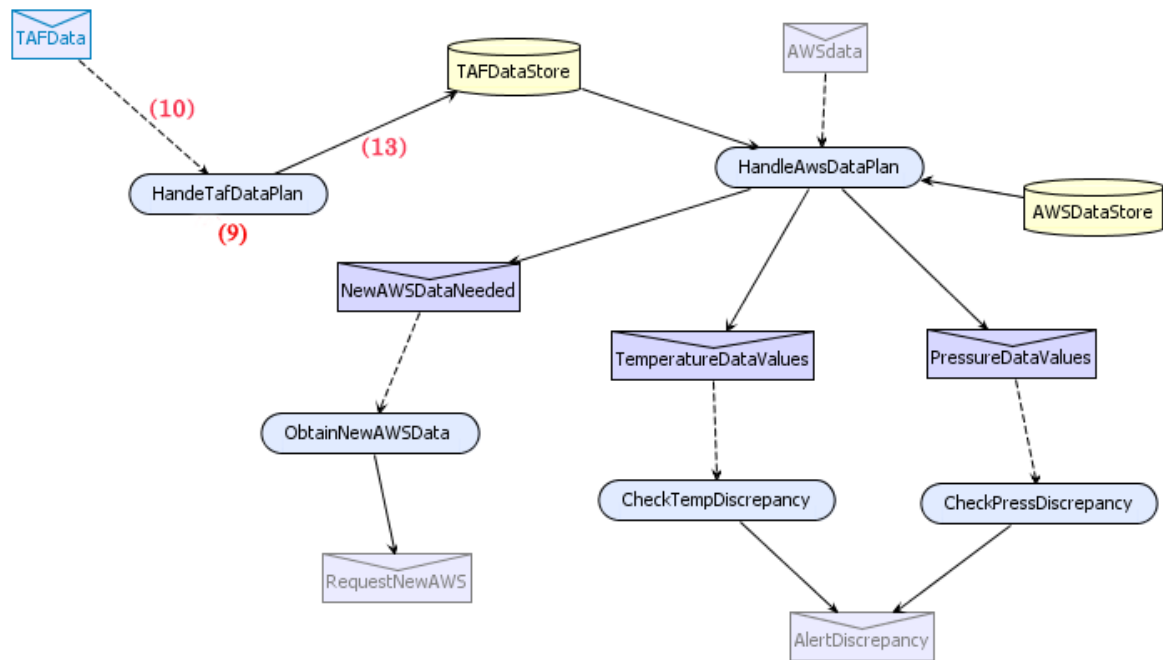 TAFData
AWSdata
TAFDataStore
(10)
(13)
HandleAwsDataPlan
HandeTafDataPlan
AWSDataStore
(9)
NewAWSDataNeeded
TemperatureDataValues
PressureDataValues
ObtainNewAWSData
CheckTempDiscrepancy
CheckPressDiscrepancy
RequestNewAWS
AlertDiscrepancy